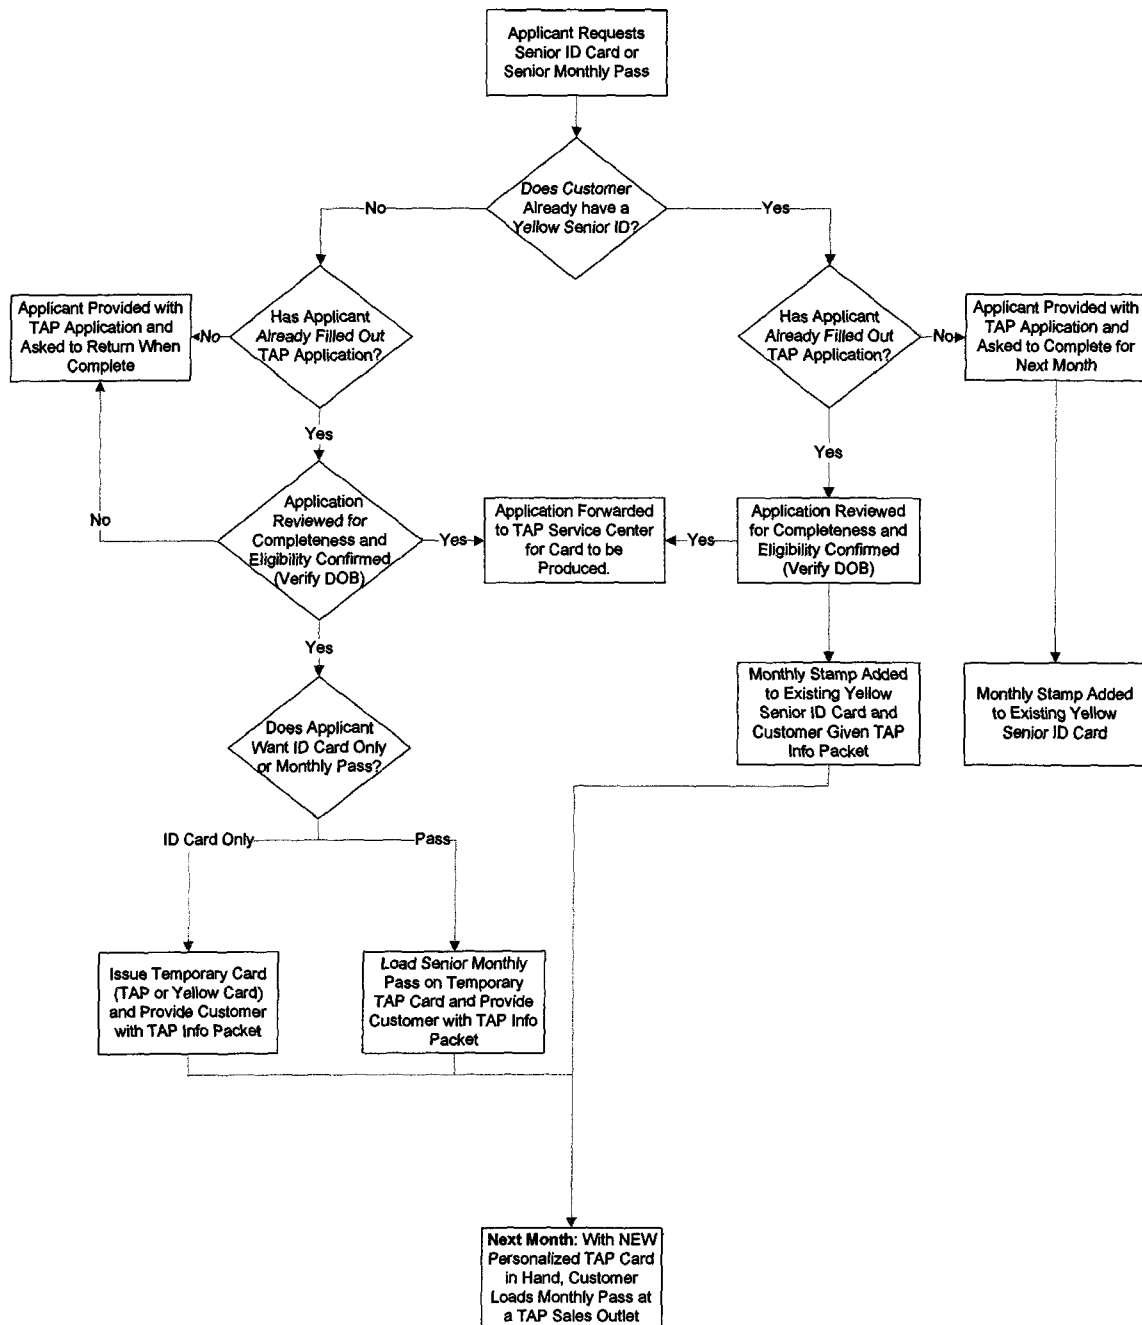 Applicant Requests
Senior ID Card or
Senior Monthly Pass
Does Customer
Already have a
Yellow Senior ID?
No
Yes
Applicant Provided with
TAP Application and
Asked to Return When
Complete
No
Has Applicant
Already Filled Out
TAP Application?
Has Applicant
Already Filled Out
TAP Application?
No
Applicant Provided with
TAP Application and
Asked to Complete for
Next Month
Yes
Yes
No
Application
Reviewed for
Completeness and
Eligibility Confirmed
(Verify DOB)
Yes
Application Forwarded
to TAP Service Center
for Card to be
Produced.
Yes
Application Reviewed
for Completeness and
Eligibility Confirmed
(Verify DOB)
Yes
Does Applicant
Want ID Card Only
or Monthly Pass?
Monthly Stamp Added
to Existing Yellow
Senior ID Card and
Customer Given TAP
Info Packet
Monthly Stamp Added
to Existing Yellow
Senior ID Card
ID Card Only
Pass
Issue Temporary Card
(TAP or Yellow Card)
and Provide Customer
with TAP Info Packet
Load Senior Monthly
Pass on Temporary
TAP Card and Provide
Customer with TAP Info
Packet
Next Month: With NEW
Personalized TAP Card
in Hand, Customer
Loads Monthly Pass at
a TAP Sales Outlet